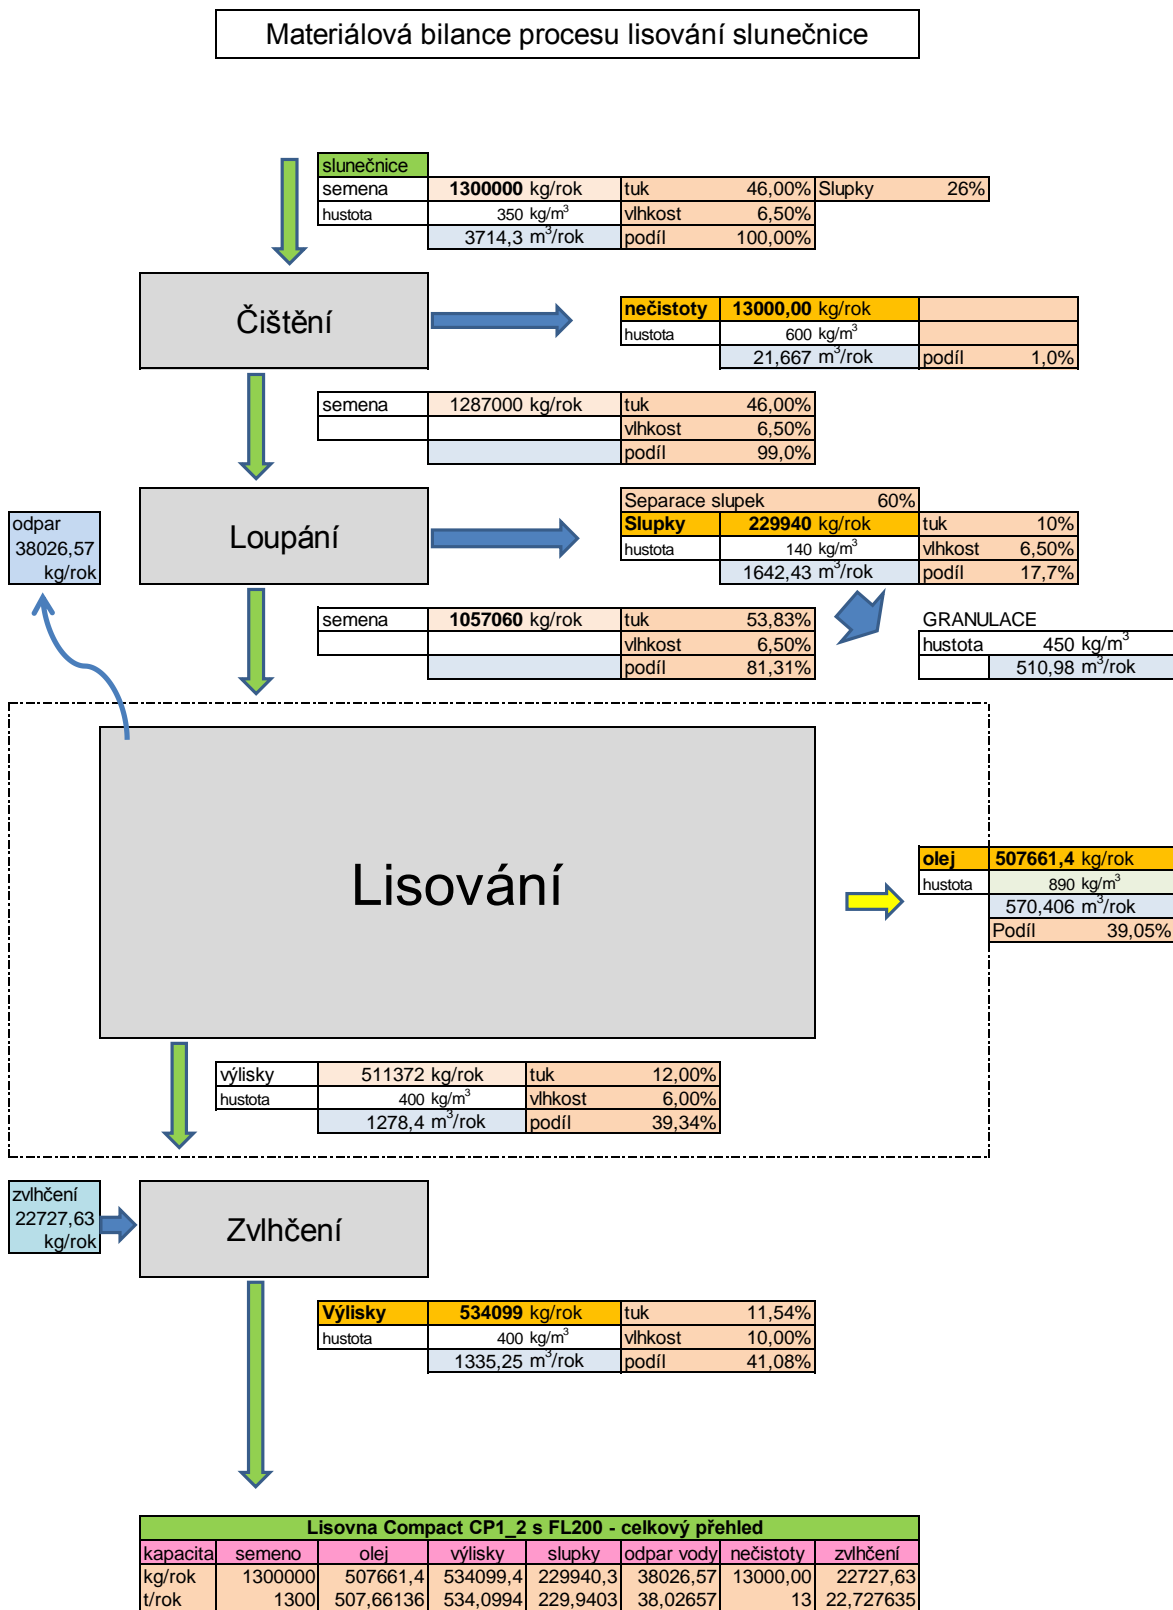 Materiálová bilance procesu lisování slunečnice
slunečnice
semena 1300000 kg/rok tuk 46,00% Slupky 26%
hustota 350 kg/m³ vlhkost 6,50%
3714,3 m³/rok podíl 100,00%
Čištění
nečistoty 13000,00 kg/rok
hustota 600 kg/m³
21,667 m³/rok podíl 1,0%
semena 1287000 kg/rok tuk 46,00%
vlhkost 6,50%
podíl 99,0%
odpar
38026,57
kg/rok
Loupání
Separace slupek 60%
Slupky 229940 kg/rok tuk 10%
hustota 140 kg/m³ vlhkost 6,50%
1642,43 m³/rok podíl 17,7%
semena 1057060 kg/rok tuk 53,83%
vlhkost 6,50%
podíl 81,31%
GRANULACE
hustota 450 kg/m³
510,98 m³/rok
Lisování
olej 507661,4 kg/rok
hustota 890 kg/m³
570,406 m³/rok
Podíl 39,05%
výlisky 511372 kg/rok tuk 12,00%
hustota 400 kg/m³ vlhkost 6,00%
1278,4 m³/rok podíl 39,34%
zvlhčení
22727,63
kg/rok
Zvlhčení
Výlisky 534099 kg/rok tuk 11,54%
hustota 400 kg/m³ vlhkost 10,00%
1335,25 m³/rok podíl 41,08%
Lisovna Compact CP1_2 s FL200 - celkový přehled
kapacita semeno olej výlisky slupky odpar vody nečistoty zvlhčení
kg/rok 1300000 507661,4 534099,4 229940,3 38026,57 13000,00 22727,63
t/rok 1300 507,66136 534,0994 229,9403 38,02657 13 22,727635